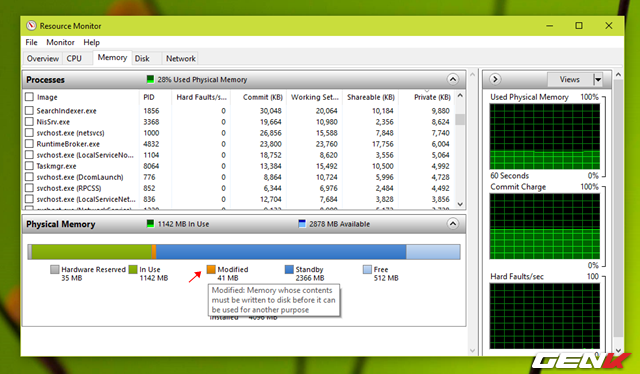 Resource Monitor
File Monitor Help
Overview CPU Memory Disk Network
Processes 28% Used Physical Memory
Image PID Hard Faults/s... Commit (KB) Working Set... Shareable (KB) Private (KB)
SearchIndexer.exe 1856 0 30,048 20,064 10,184 9,880
NisSrv.exe 3368 0 19,664 10,980 2,356 8,624
svchost.exe (netsvcs) 1000 0 26,856 15,588 7,848 7,740
RuntimeBroker.exe 4832 0 23,800 23,760 17,756 6,004
svchost.exe (LocalServiceNo... 1104 0 18,752 8,620 3,556 5,064
Taskmgr.exe 8064 0 13,384 15,492 10,500 4,992
svchost.exe (DcomLaunch) 776 0 8,864 10,724 5,996 4,728
svchost.exe (RPCSS) 852 0 6,344 6,976 2,484 4,492
svchost.exe (LocalServiceNet... 836 0 12,704 7,684 3,828 3,856
Physical Memory 1142 MB In Use 2878 MB Available
Hardware Reserved In Use Modified Standby Free
35 MB 1142 MB 41 MB 2366 MB 512 MB
Modified: Memory whose contents
must be written to disk before it can
be used for another purpose
Installed 4096 MB
Views
Used Physical Memory 100%
60 Seconds 0%
Commit Charge 100%
0%
Hard Faults/sec 100
0
GENK